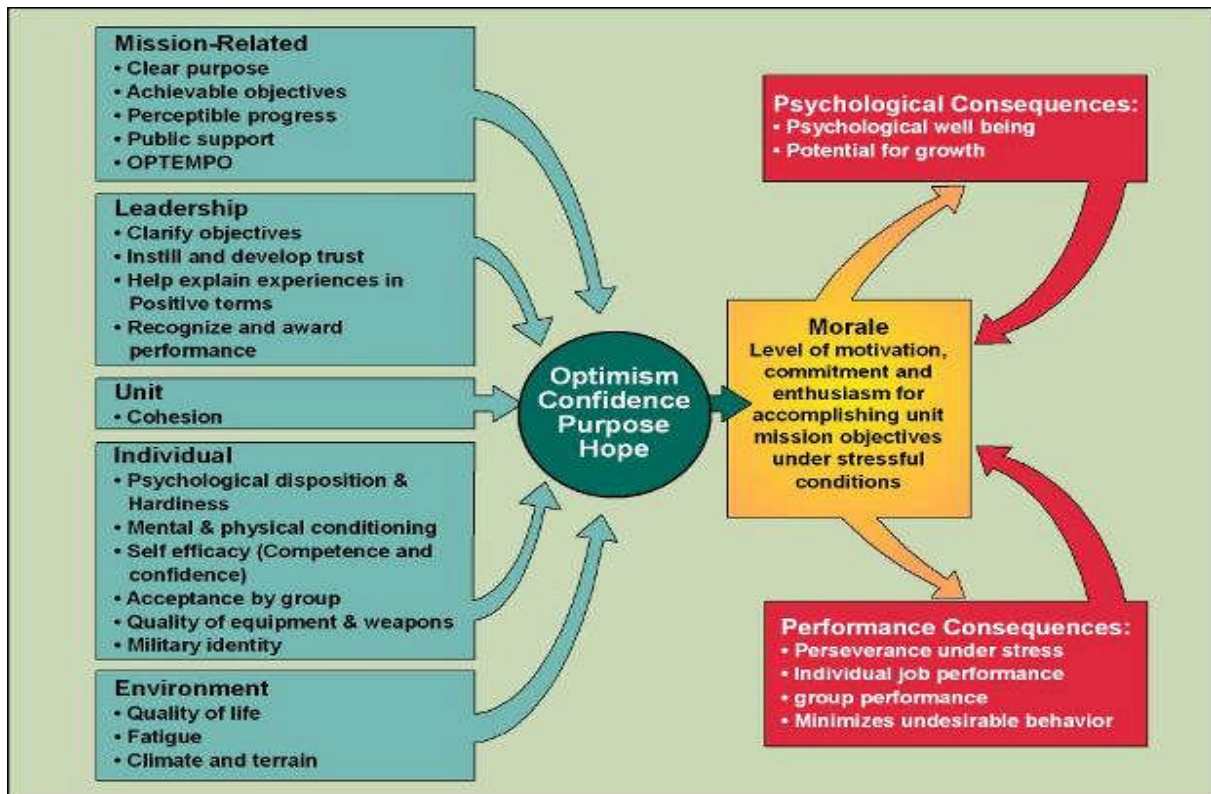 Mission-Related
• Clear purpose
• Achievable objectives
• Perceptible progress
• Public support
• OPTEMPO
Leadership
• Clarify objectives
• Instill and develop trust
• Help explain experiences in
Positive terms
• Recognize and award
performance
Unit
• Cohesion
Individual
• Psychological disposition &
Hardiness
• Mental & physical conditioning
• Self efficacy (Competence and
confidence)
• Acceptance by group
• Quality of equipment & weapons
• Military identity
Environment
• Quality of life
• Fatigue
• Climate and terrain
Optimism
Confidence
Purpose
Hope
Morale
Level of motivation,
commitment and
enthusiasm for
accomplishing unit
mission objectives
under stressful
conditions
Psychological Consequences:
• Psychological well being
• Potential for growth
Performance Consequences:
• Perseverance under stress
• Individual job performance
• group performance
• Minimizes undesirable behavior